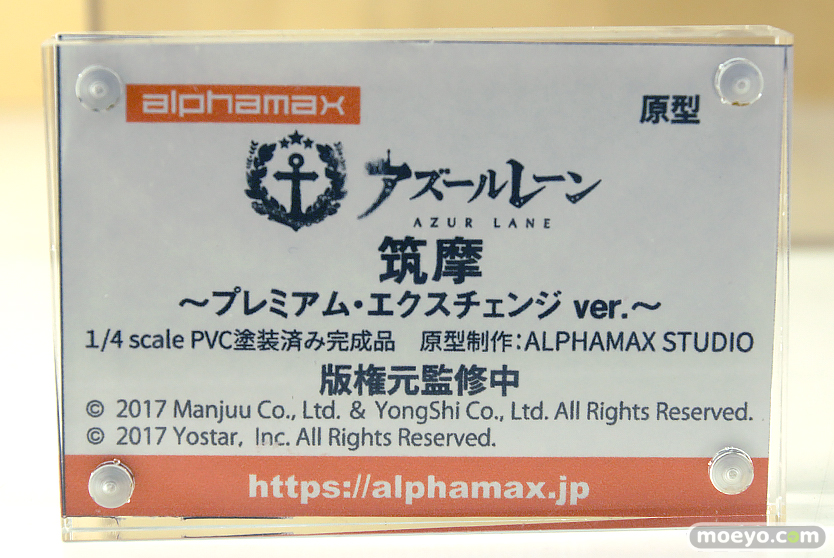 alphamax 原型
アズールレーン
AZUR LANE
筑摩
～プレミアム・エクスチェンジ ver.～
1/4 scale PVC塗装済み完成品 原型制作：ALPHAMAX STUDIO
版権元監修中
© 2017 Manjuu Co., Ltd. & YongShi Co., Ltd. All Rights Reserved.
© 2017 Yostar, Inc. All Rights Reserved.
https://alphamax.jp
moeyo.com